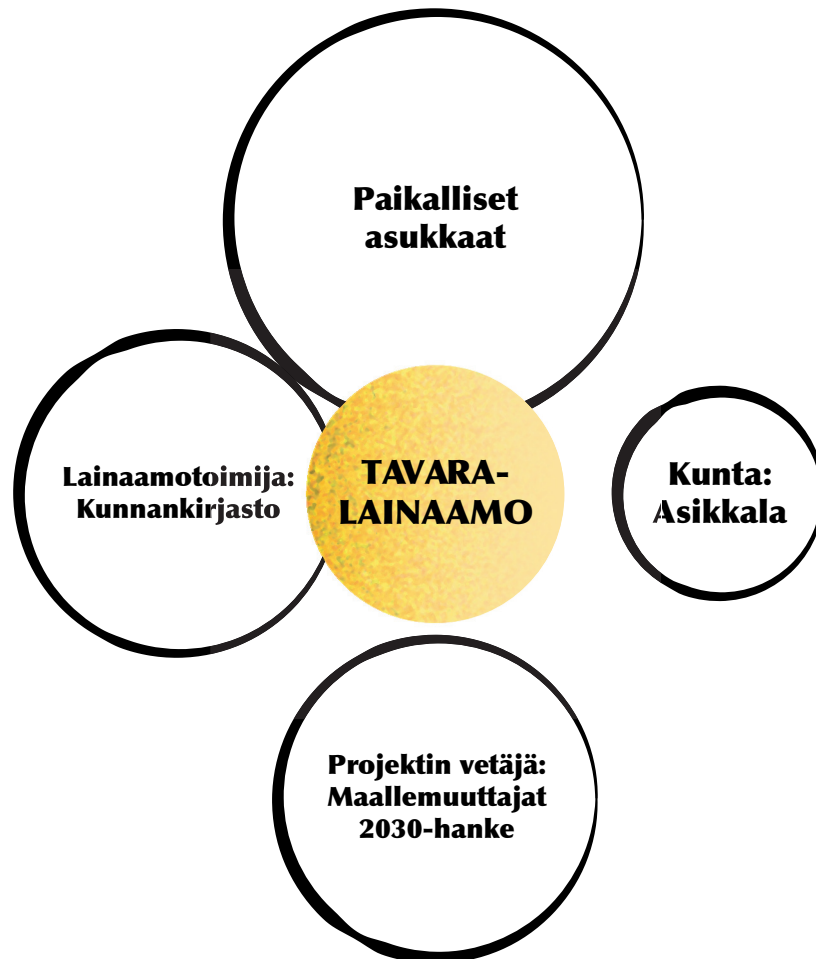 Paikalliset
asukkaat
Lainaamotoimija:
Kunnankirjasto
TAVARA-
LAINAAMO
Kunta:
Asikkala
Projektin vetäjä:
Maallemuuttajat
2030-hanke